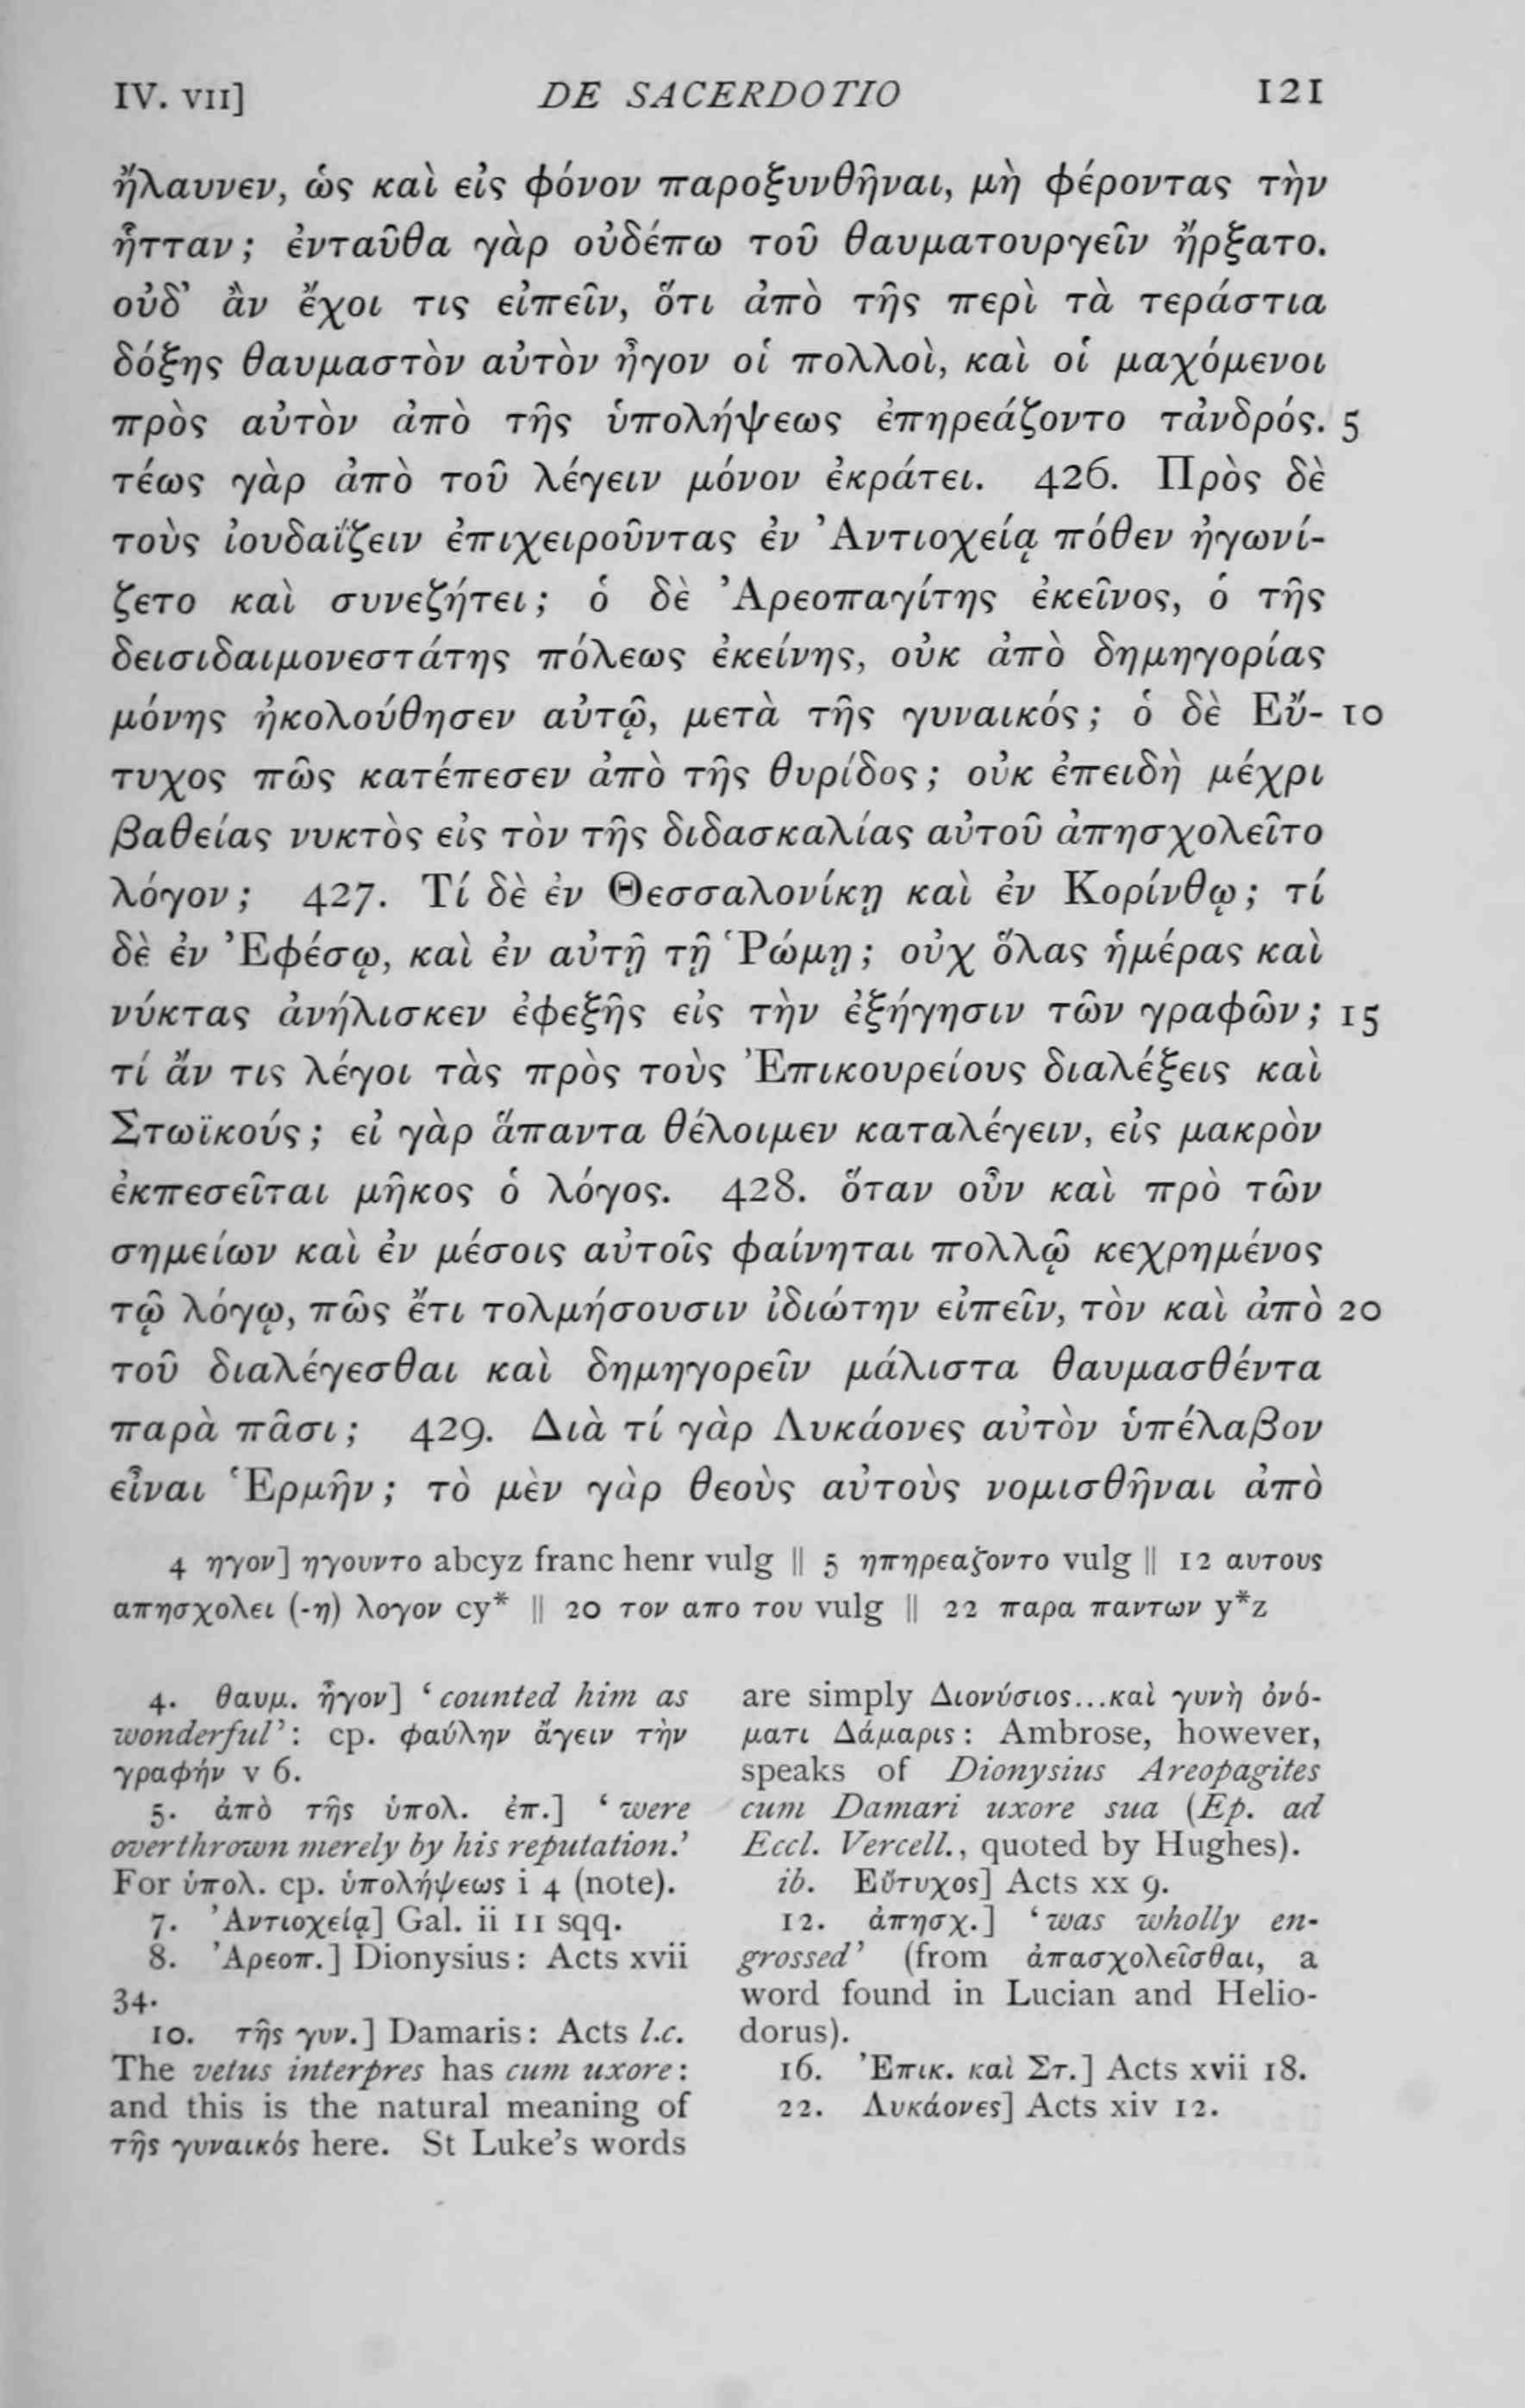 IV. VII] DE SACERDOTIO 121
ἤλαυνεν, ὡς καὶ εἰς φόνον παροξυνθῆναι, μὴ φέροντας τὴν
ἧτταν; ἐνταῦθα γὰρ οὐδέπω τοῦ θαυματουργεῖν ἤρξατο.
οὐδ’ ἂν ἔχοι τις εἰπεῖν, ὅτι ἀπὸ τῆς περὶ τὰ τεράστια
δόξης θαυμαστὸν αὐτὸν ἦγον οἱ πολλοὶ, καὶ οἱ μαχόμενοι
πρὸς αὐτὸν ἀπὸ τῆς ὑπολήψεως ἐπηρεάζοντο τἀνδρός. 5
τέως γὰρ ἀπὸ τοῦ λέγειν μόνον ἐκράτει. 426. Πρὸς δὲ
τοὺς ἰουδαΐζειν ἐπιχειροῦντας ἐν Ἀντιοχείᾳ πόθεν ἠγωνί-
ζετο καὶ συνεζήτει; ὁ δὲ Ἀρεοπαγίτης ἐκεῖνος, ὁ τῆς
δεισιδαιμονεστάτης πόλεως ἐκείνης, οὐκ ἀπὸ δημηγορίας
μόνης ἠκολούθησεν αὐτῷ, μετὰ τῆς γυναικός; ὁ δὲ Εὔ- 10
τυχος πῶς κατέπεσεν ἀπὸ τῆς θυρίδος; οὐκ ἐπειδὴ μέχρι
βαθείας νυκτὸς εἰς τὸν τῆς διδασκαλίας αὐτοῦ ἀπησχολεῖτο
λόγον; 427. Τί δὲ ἐν Θεσσαλονίκῃ καὶ ἐν Κορίνθῳ; τί
δὲ ἐν Ἐφέσῳ, καὶ ἐν αὐτῇ τῇ Ῥώμῃ; οὐχ ὅλας ἡμέρας καὶ
νύκτας ἀνήλισκεν ἐφεξῆς εἰς τὴν ἐξήγησιν τῶν γραφῶν; 15
τί ἄν τις λέγοι τὰς πρὸς τοὺς Ἐπικουρείους διαλέξεις καὶ
Στωϊκούς; εἰ γὰρ ἅπαντα θέλοιμεν καταλέγειν, εἰς μακρὸν
ἐκπεσεῖται μῆκος ὁ λόγος. 428. ὅταν οὖν καὶ πρὸ τῶν
σημείων καὶ ἐν μέσοις αὐτοῖς φαίνηται πολλῷ κεχρημένος
τῷ λόγῳ, πῶς ἔτι τολμήσουσιν ἰδιώτην εἰπεῖν, τὸν καὶ ἀπὸ 20
τοῦ διαλέγεσθαι καὶ δημηγορεῖν μάλιστα θαυμασθέντα
παρὰ πᾶσι; 429. Διὰ τί γὰρ Λυκάονες αὐτὸν ὑπέλαβον
εἶναι Ἑρμῆν; τὸ μὲν γὰρ θεοὺς αὐτοὺς νομισθῆναι ἀπὸ
4 ηγον] ηγουντο abcyz franc henr vulg || 5 ηπηρεαζοντο vulg || 12 αυτους
απησχολει (-η) λογον cy* || 20 τον απο του vulg || 22 παρα παντων y*z
4. θαυμ. ἦγον] ‘counted him as
wonderful’: cp. φαύλην ἄγειν τὴν
γραφήν v 6.
5. ἀπὸ τῆς ὑπολ. ἐπ.] ‘were
overthrown merely by his reputation.’
For ὑπολ. cp. ὑπολήψεως i 4 (note).
7. Ἀντιοχείᾳ] Gal. ii 11 sqq.
8. Ἀρεοπ.] Dionysius: Acts xvii
34.
10. τῆς γυν.] Damaris: Acts l.c.
The vetus interpres has cum uxore:
and this is the natural meaning of
τῆς γυναικός here. St Luke’s words
are simply Διονύσιος...καὶ γυνὴ ὀνό-
ματι Δάμαρις: Ambrose, however,
speaks of Dionysius Areopagites
cum Damari uxore sua (Ep. ad
Eccl. Vercell., quoted by Hughes).
ib. Εὔτυχος] Acts xx 9.
12. ἀπησχ.] ‘was wholly en-
grossed’ (from ἀπασχολεῖσθαι, a
word found in Lucian and Helio-
dorus).
16. Ἐπικ. καὶ Στ.] Acts xvii 18.
22. Λυκάονες] Acts xiv 12.